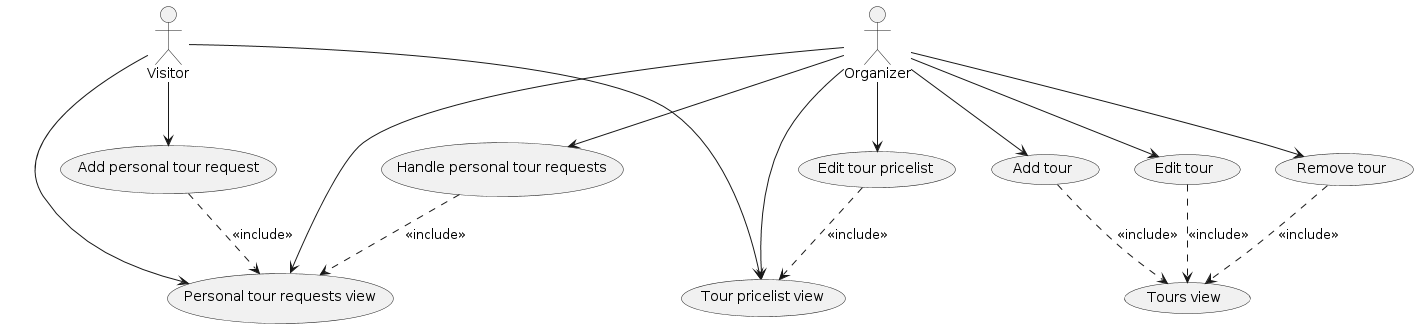 Visitor
Organizer
Add personal tour request
Handle personal tour requests
Edit tour pricelist
Add tour
Edit tour
Remove tour
«include»
«include»
«include»
«include»
«include»
«include»
Personal tour requests view
Tour pricelist view
Tours view